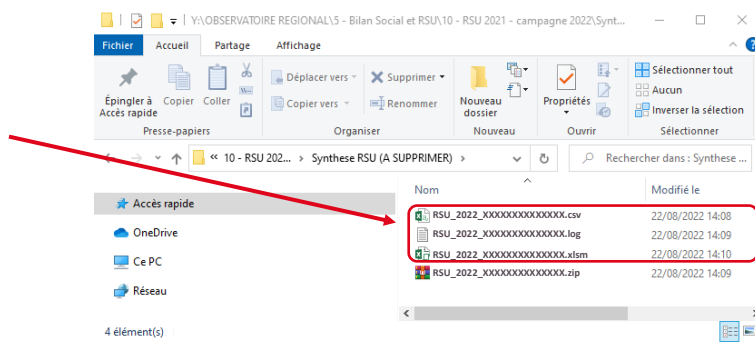 Y:\OBSERVATOIRE REGIONAL\5 - Bilan Social et RSU\10 - RSU 2021 - campagne 2022\Synt...
Fichier Accueil Partage Affichage
Épingler à Accès rapide
Copier
Coller
Déplacer vers
Copier vers
Supprimer
Renommer
Nouveau dossier
Propriétés
Sélectionner tout
Aucun
Inverser la sélection
Presse-papiers Organiser Nouveau Ouvrir Sélectionner
« 10 - RSU 202... › Synthese RSU (A SUPPRIMER) ›
Rechercher dans : Synthese ...
Nom Modifié le
Accès rapide
OneDrive
Ce PC
Réseau
RSU_2022_XXXXXXXXXXXXXX.csv 22/08/2022 14:08
RSU_2022_XXXXXXXXXXXXXX.log 22/08/2022 14:09
RSU_2022_XXXXXXXXXXXXXX.xlsm 22/08/2022 14:10
RSU_2022_XXXXXXXXXXXXXX.zip 22/08/2022 14:09
4 élément(s)